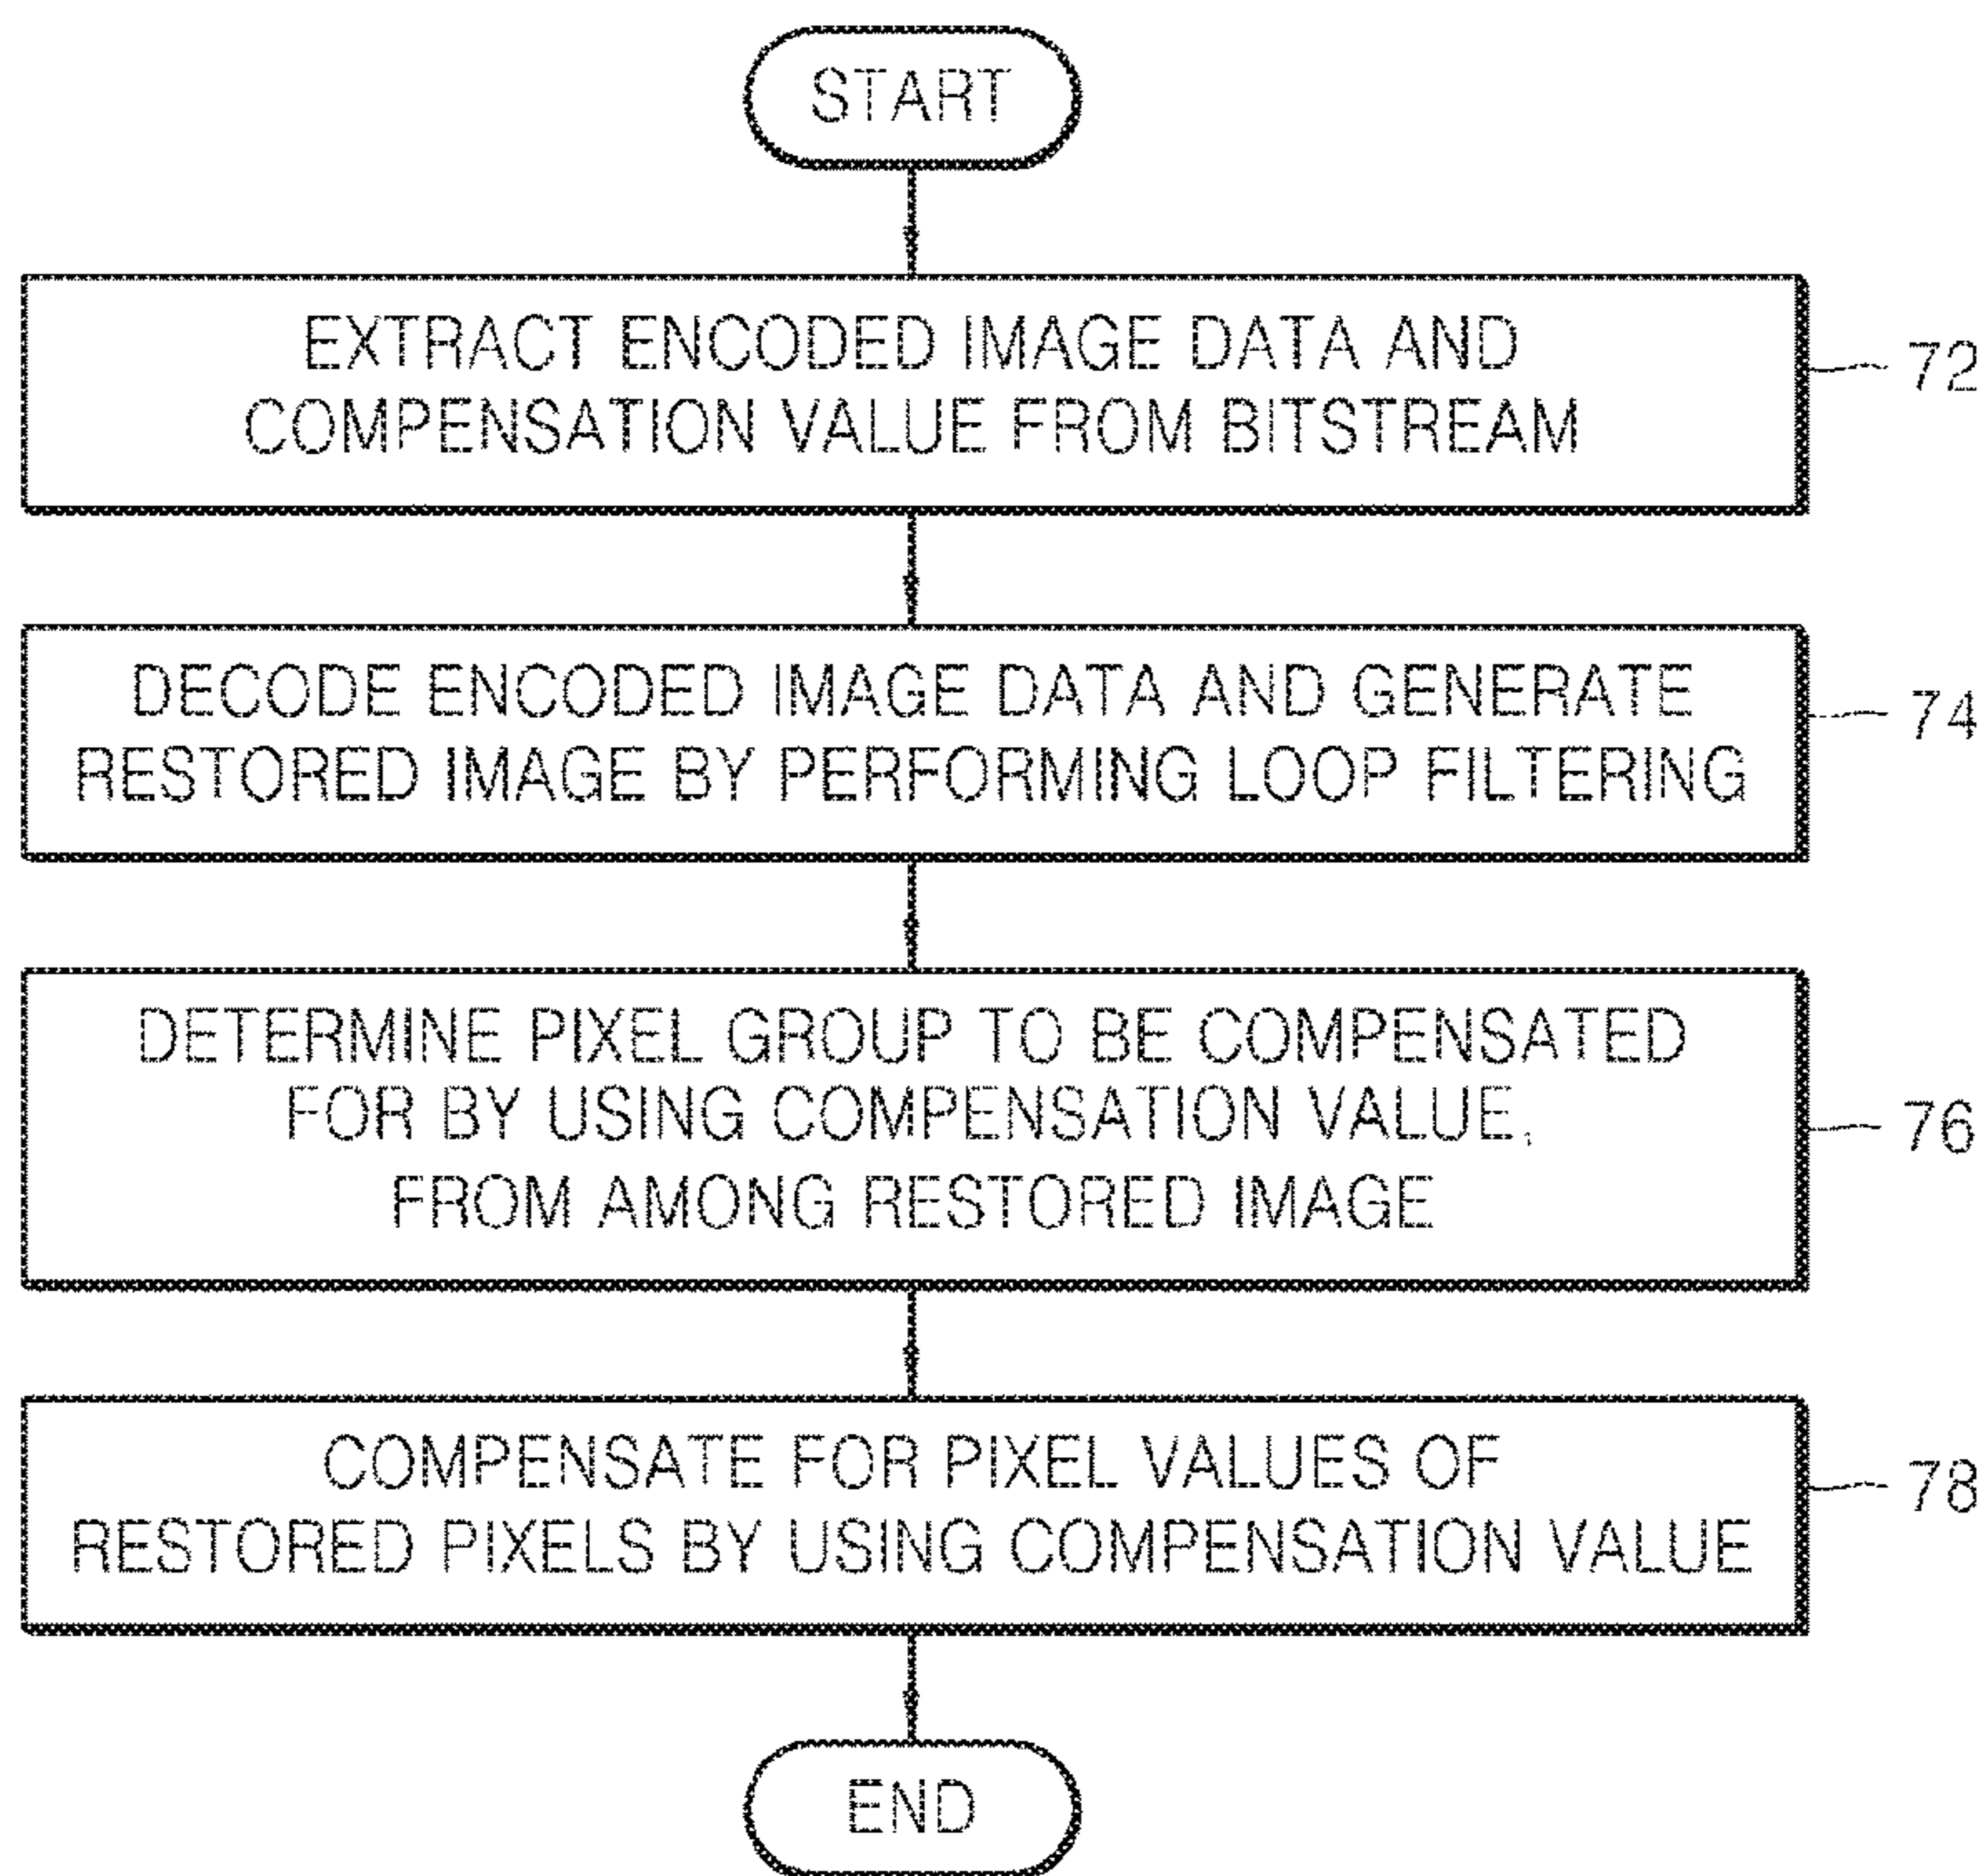 START
EXTRACT ENCODED IMAGE DATA AND
COMPENSATION VALUE FROM BITSTREAM
72
DECODE ENCODED IMAGE DATA AND GENERATE
RESTORED IMAGE BY PERFORMING LOOP FILTERING
74
DETERMINE PIXEL GROUP TO BE COMPENSATED
FOR BY USING COMPENSATION VALUE,
FROM AMONG RESTORED IMAGE
76
COMPENSATE FOR PIXEL VALUES OF
RESTORED PIXELS BY USING COMPENSATION VALUE
78
END